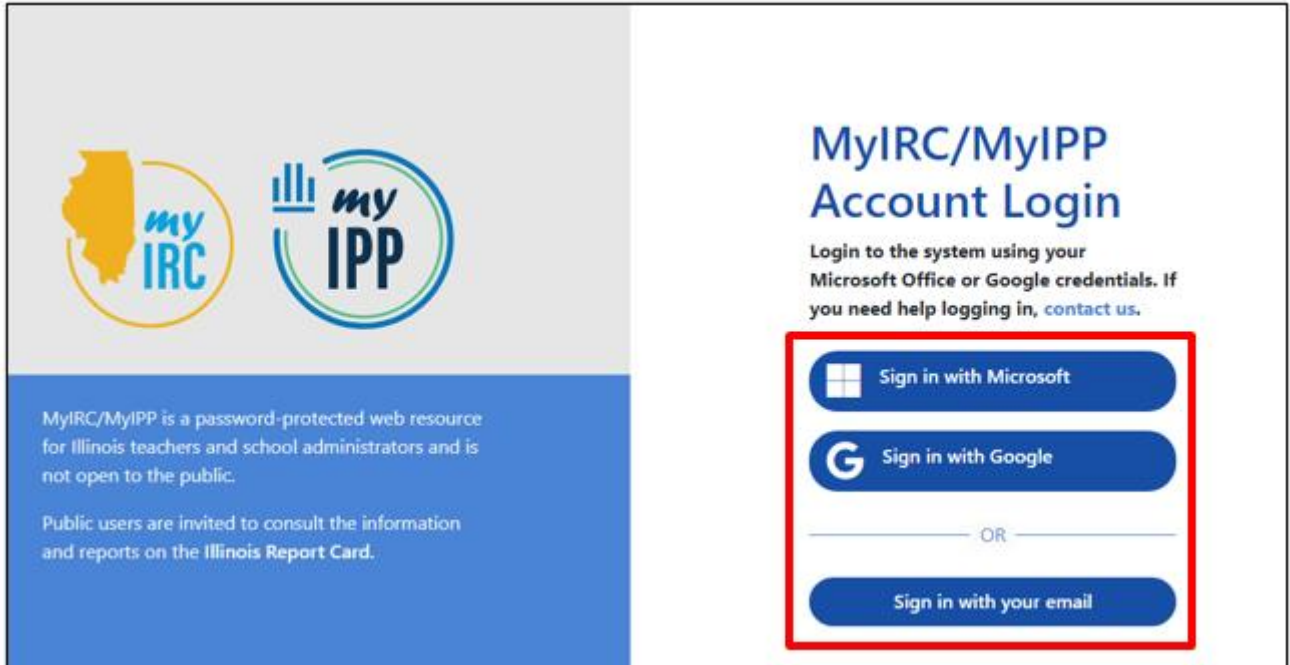 my
IRC
my
IPP
MyIRC/MyIPP is a password-protected web resource
for Illinois teachers and school administrators and is
not open to the public.
Public users are invited to consult the information
and reports on the Illinois Report Card.
MyIRC/MyIPP
Account Login
Login to the system using your
Microsoft Office or Google credentials. If
you need help logging in, contact us.
Sign in with Microsoft
G Sign in with Google
OR
Sign in with your email